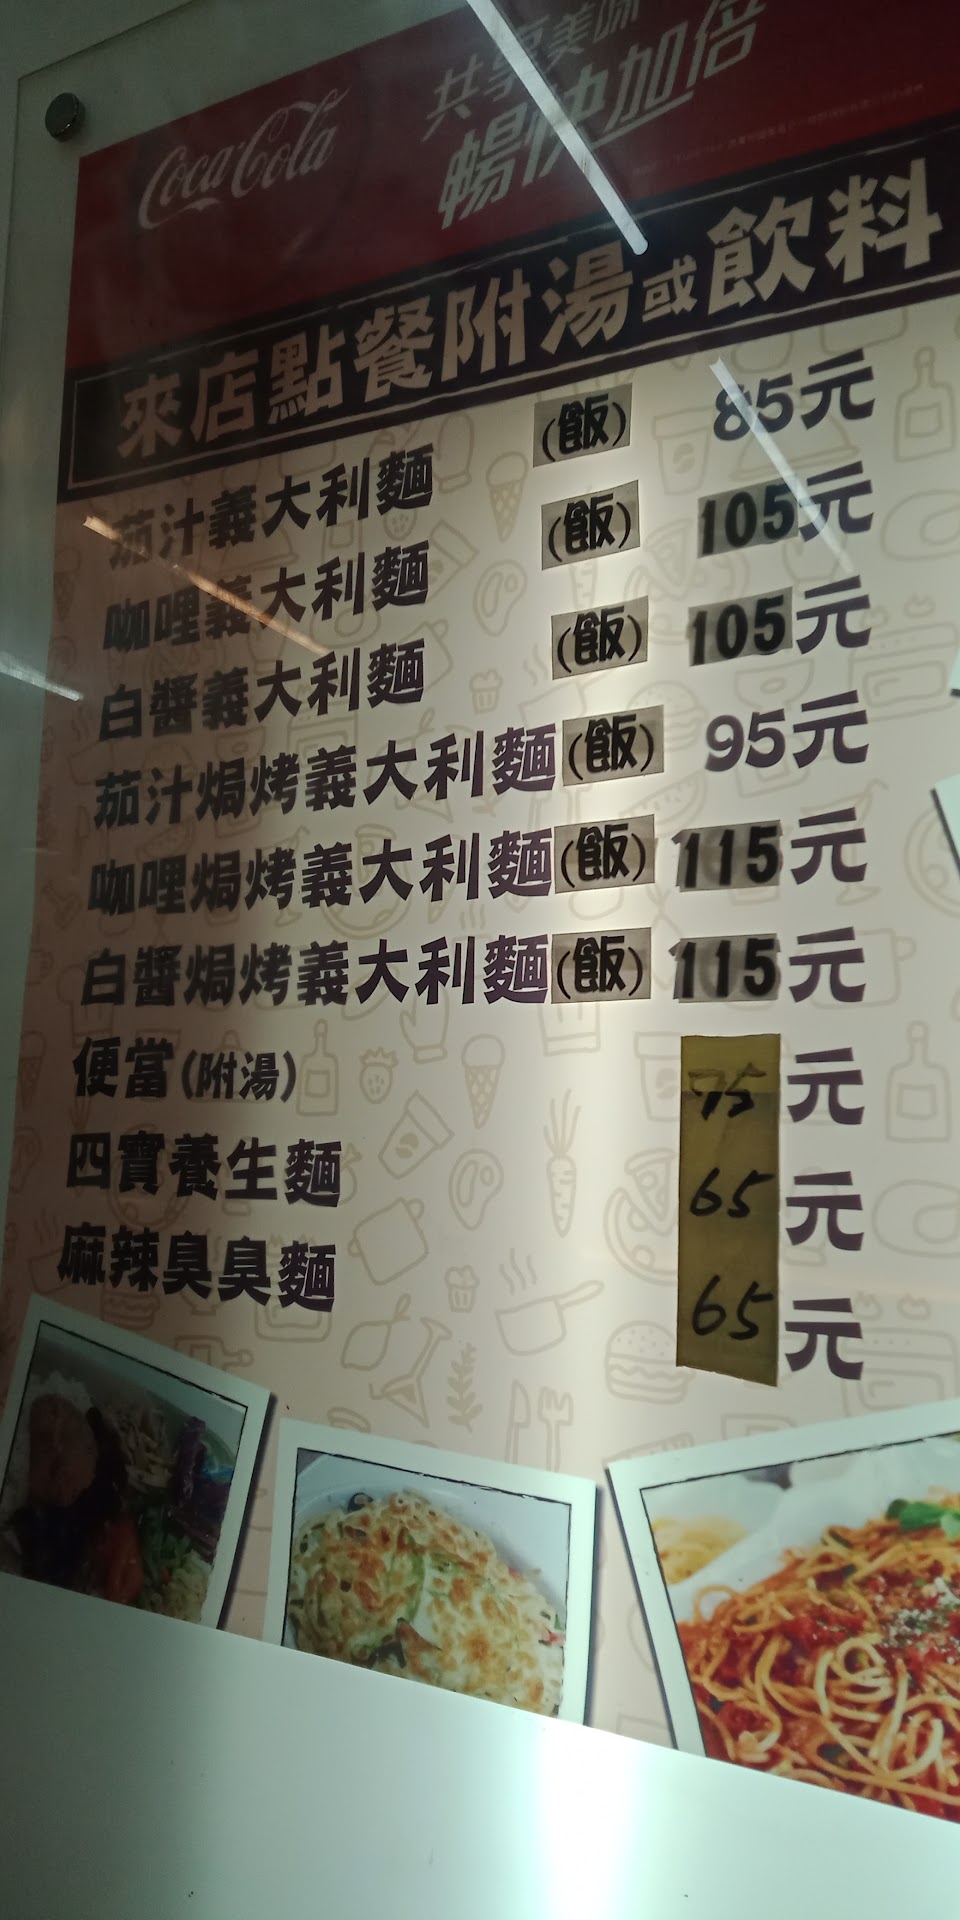 Coca-Cola
共享美味
暢快加倍
來店點餐附湯或飲料
茄汁義大利麵 (飯) 85元
咖哩義大利麵 (飯) 105元
白醬義大利麵 (飯) 105元
茄汁焗烤義大利麵(飯) 95元
咖哩焗烤義大利麵(飯) 115元
白醬焗烤義大利麵(飯) 115元
便當(附湯) 75元
四寶養生麵 65元
麻辣臭臭麵 65元